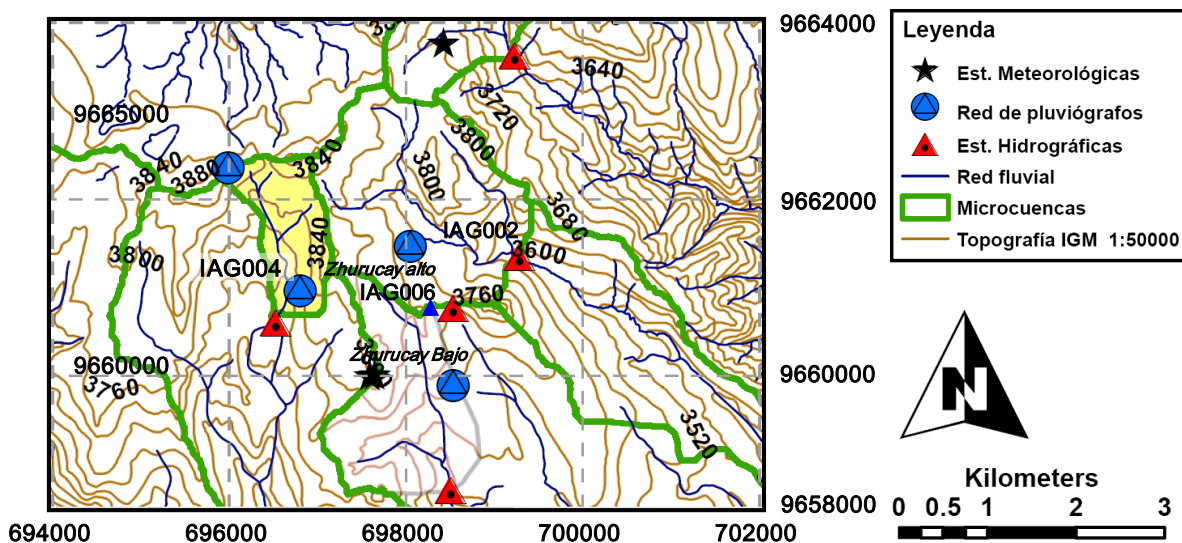 9664000
9662000
9660000
9658000
694000
696000
698000
700000
702000
9665000
9660000
3640
3720
3800
3840
3840
3880
3800
3680
3840
3800
IAG002
3600
IAG004
Zhurucay alto
IAG006
3760
Zhurucay Bajo
3760
3520
Leyenda
Est. Meteorológicas
Red de pluviógrafos
Est. Hidrográficas
Red fluvial
Microcuencas
Topografía IGM 1:50000
N
Kilometers
0 0.5 1 2 3